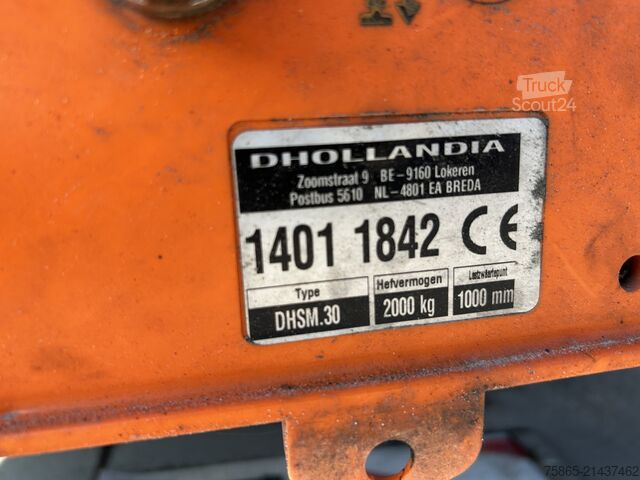 Truck
Scout24
DHOLLANDIA
Zoomstraat 9 BE-9160 Lokeren
Postbus 5610 NL-4801 EA BREDA
1401 1842 CE
Type Hefvermogen Lastzwaartepunt
DHSM.30 2000 kg 1000 mm
75865-21437462